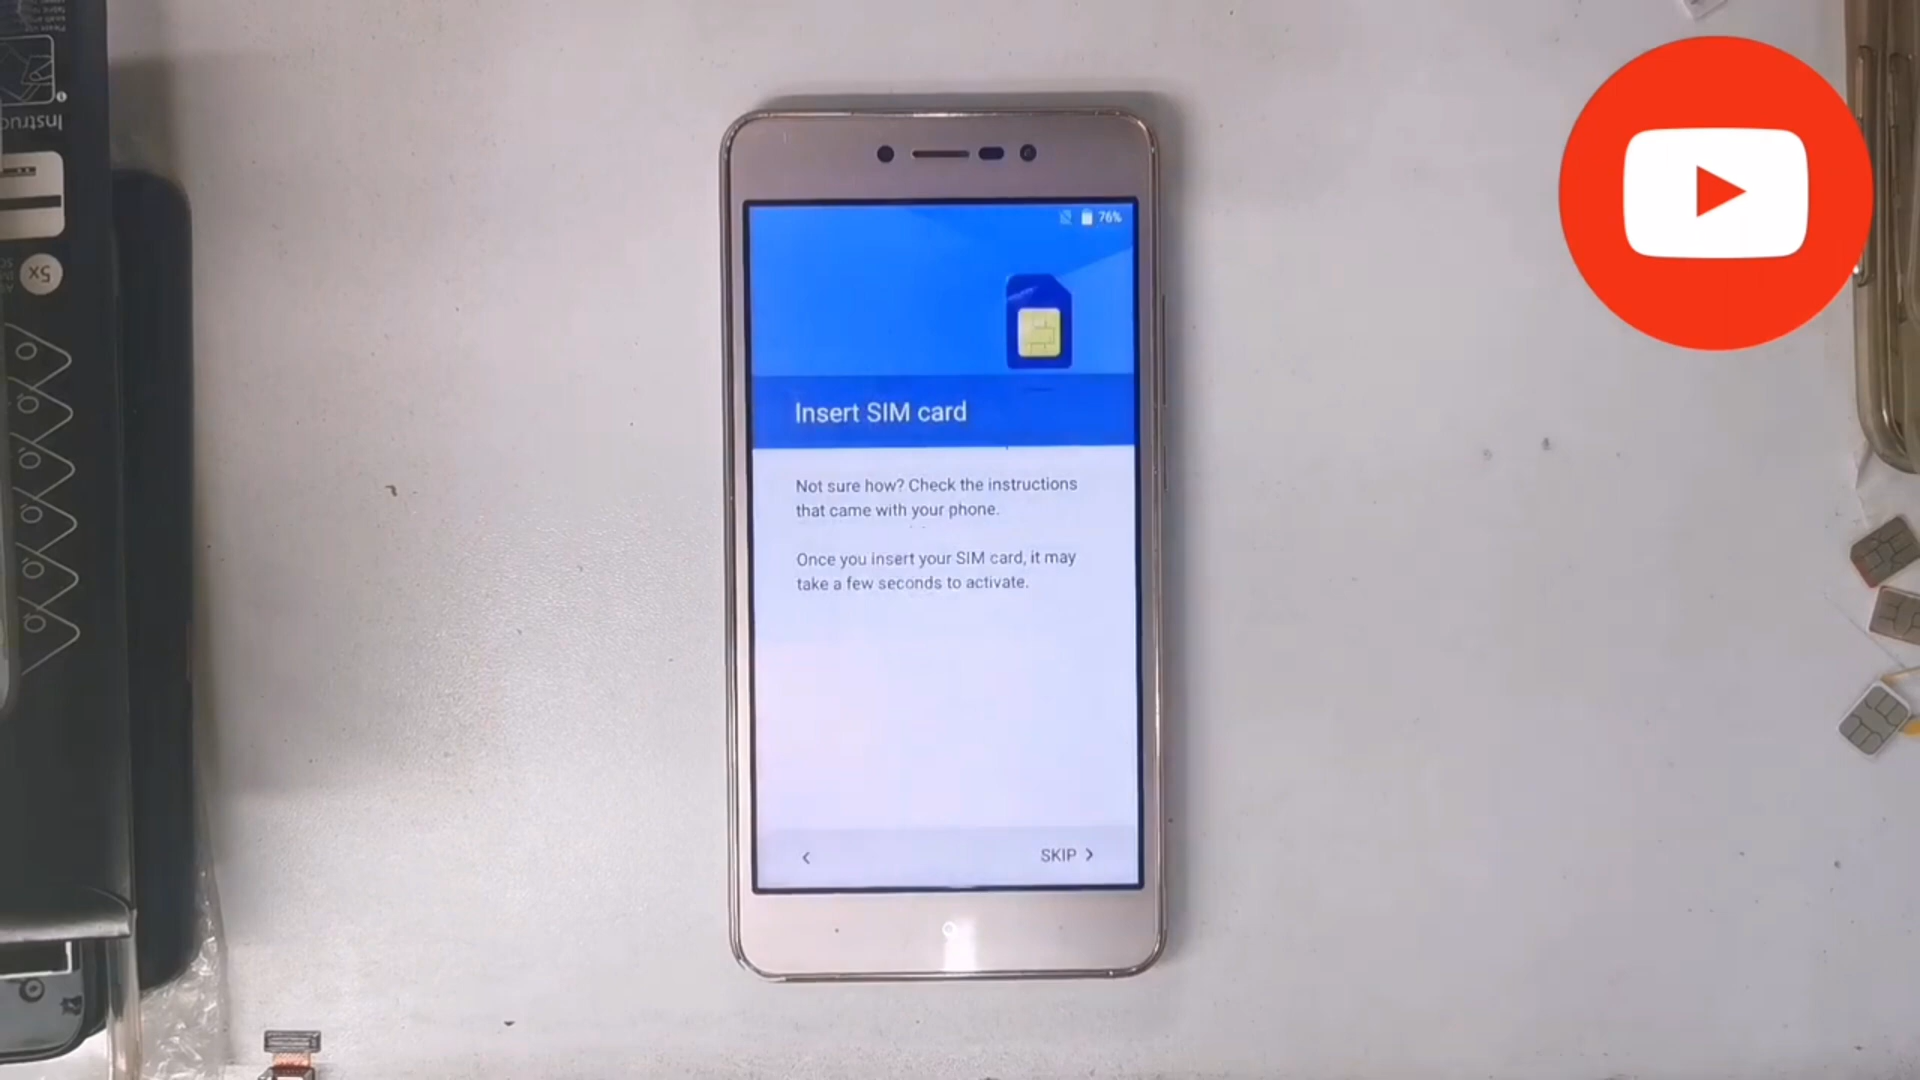 76%
Insert SIM card
Not sure how? Check the instructions
that came with your phone.
Once you insert your SIM card, it may
take a few seconds to activate.
SKIP
Instruc
5x